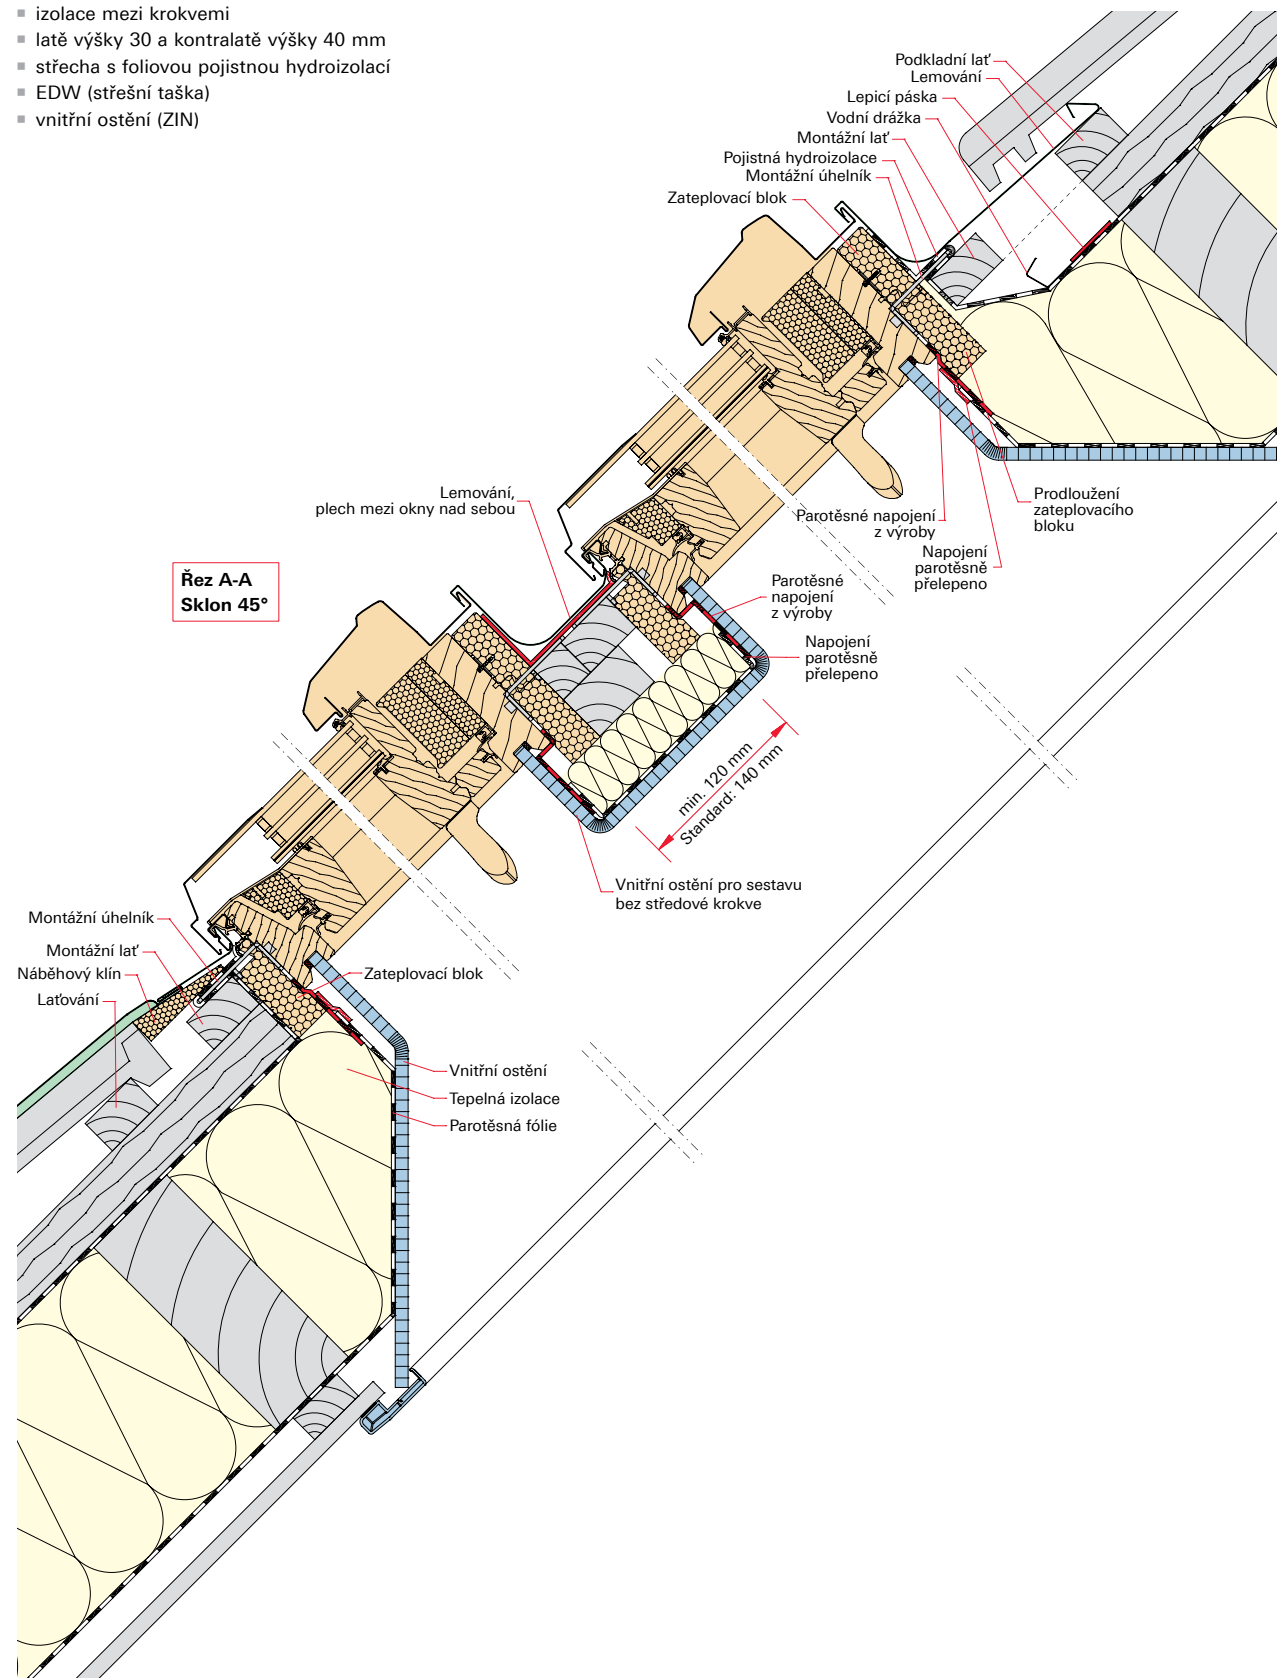 izolace mezi krokvemi
latě výšky 30 a kontralatě výšky 40 mm
střecha s foliovou pojistnou hydroizolací
EDW (střešní taška)
vnitřní ostění (ZIN)
Podkladní lať
Lemování
Lepicí páska
Vodní drážka
Montážní lať
Pojistná hydroizolace
Montážní úhelník
Zateplovací blok
Lemování,
plech mezi okny nad sebou
Prodloužení
zateplovacího
bloku
Parotěsné napojení
z výroby
Napojení
parotěsně
přelepeno
Řez A-A
Sklon 45°
Parotěsné
napojení
z výroby
Napojení
parotěsně
přelepeno
min. 120 mm
Standard: 140 mm
Vnitřní ostění pro sestavu
bez středové krokve
Montážní úhelník
Montážní lať
Náběhový klín
Laťování
Zateplovací blok
Vnitřní ostění
Tepelná izolace
Parotěsná fólie